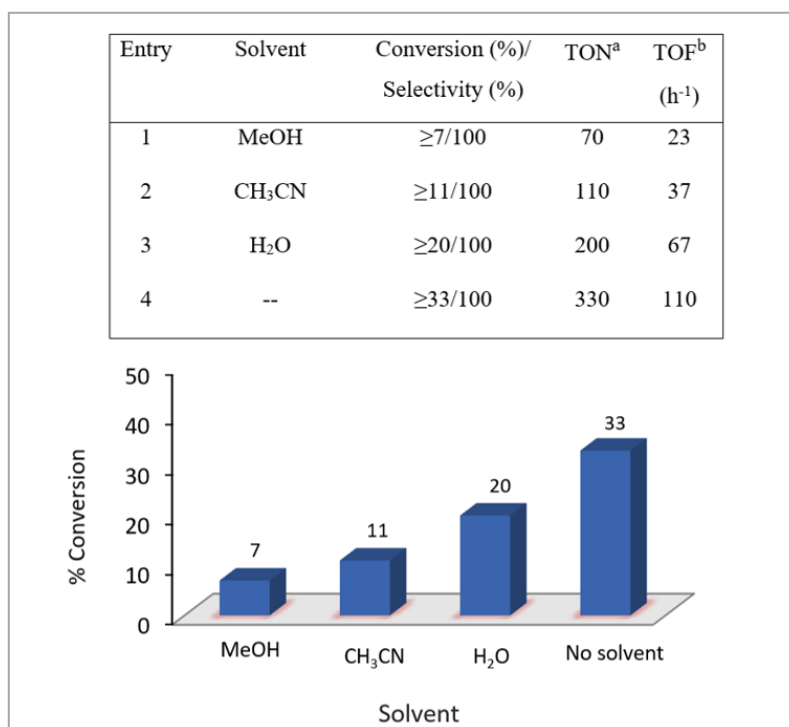 Entry Solvent Conversion (%)/ TONᵃ TOFᵇ
Selectivity (%) (h⁻¹)
1 MeOH ≥7/100 70 23
2 CH₃CN ≥11/100 110 37
3 H₂O ≥20/100 200 67
4 -- ≥33/100 330 110
50
40
30
20
10
0
% Conversion
7
11
20
33
MeOH CH₃CN H₂O No solvent
Solvent